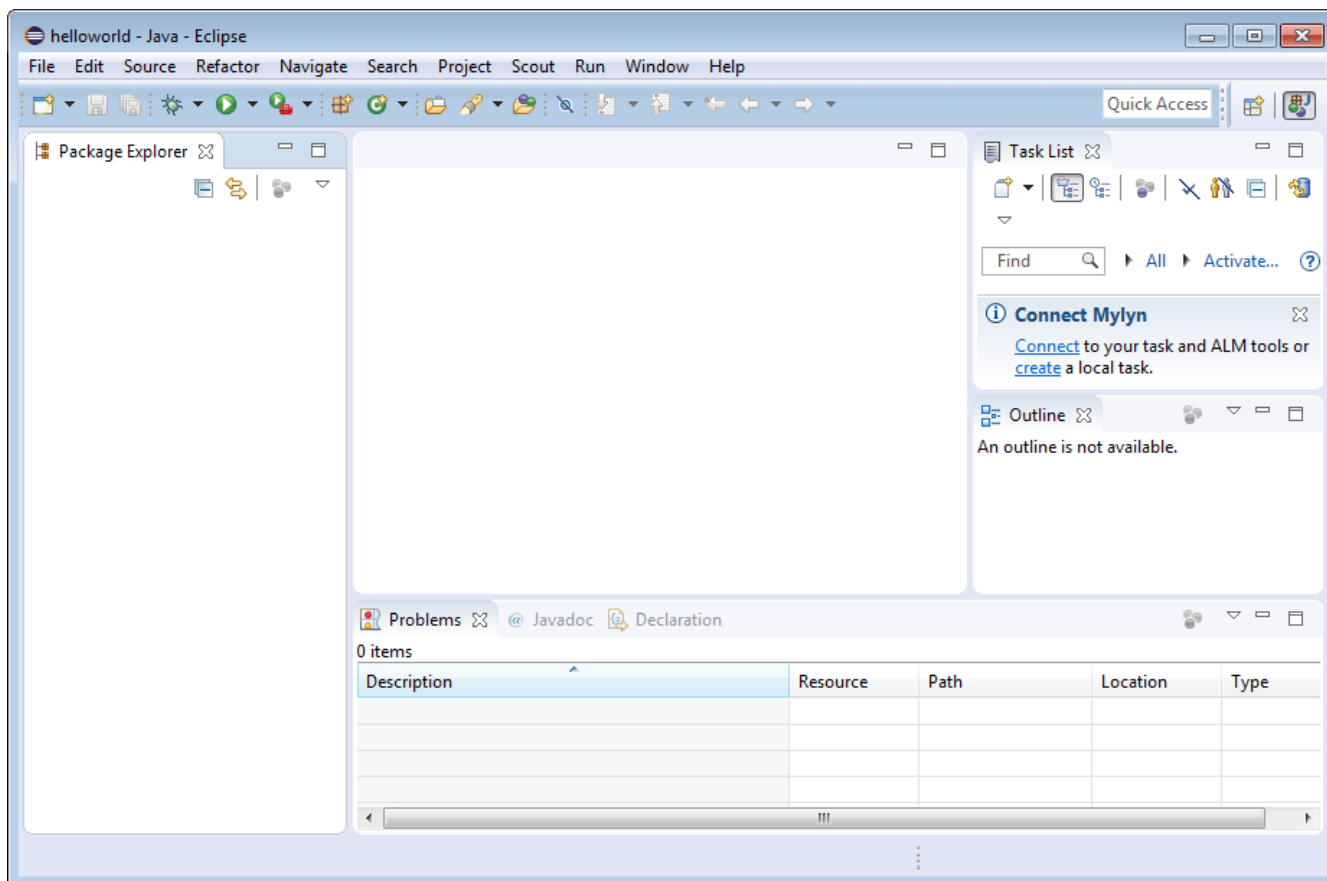 helloworld - Java - Eclipse
File Edit Source Refactor Navigate Search Project Scout Run Window Help
Quick Access
Package Explorer
Task List
Find All Activate...
Connect Mylyn
Connect to your task and ALM tools or
create a local task.
Outline
An outline is not available.
Problems @ Javadoc Declaration
0 items
Description Resource Path Location Type